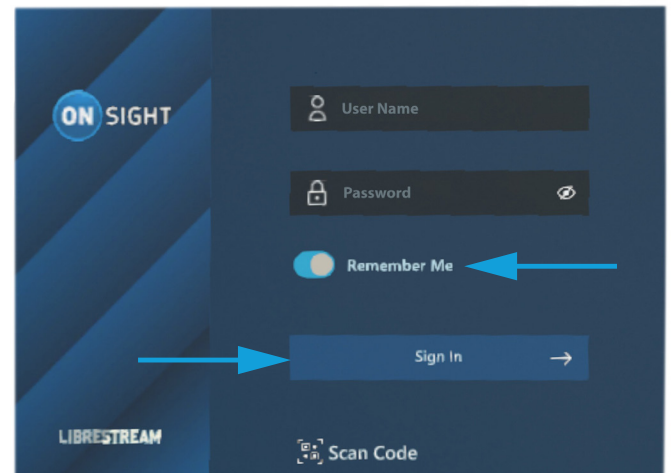 ON SIGHT
User Name
Password
Remember Me
Sign In
LIBRESTREAM
Scan Code